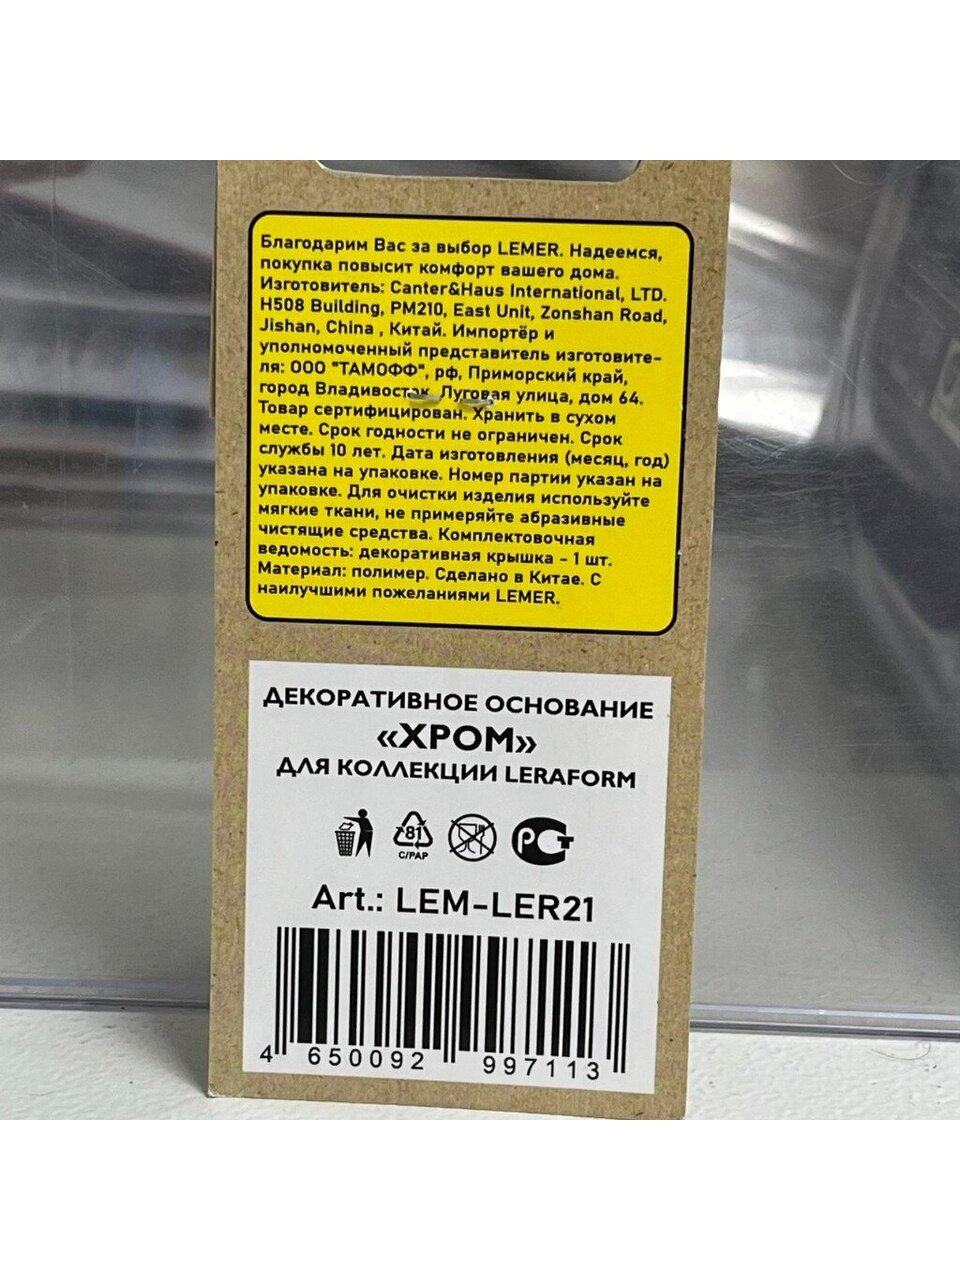 Благодарим Вас за выбор LEMER. Надеемся,
покупка повысит комфорт вашего дома.
Изготовитель: Canter&Haus International, LTD.
H508 Building, PM210, East Unit, Zonshan Road,
Jishan, China , Китай. Импортёр и
уполномоченный представитель изготовите-
ля: ООО "ТАМОФФ", рф, Приморский край,
город Владивосток, Луговая улица, дом 64.
Товар сертифицирован. Хранить в сухом
месте. Срок годности не ограничен. Срок
службы 10 лет. Дата изготовления (месяц, год)
указана на упаковке. Номер партии указан на
упаковке. Для очистки изделия используйте
мягкие ткани, не примеряйте абразивные
чистящие средства. Комплектовочная
ведомость: декоративная крышка - 1 шт.
Материал: полимер. Сделано в Китае. С
наилучшими пожеланиями LEMER.
ДЕКОРАТИВНОЕ ОСНОВАНИЕ
«ХРОМ»
ДЛЯ КОЛЛЕКЦИИ LERAFORM
81
C/PAP
РСТ
Art.: LEM-LER21
4 650092 997113